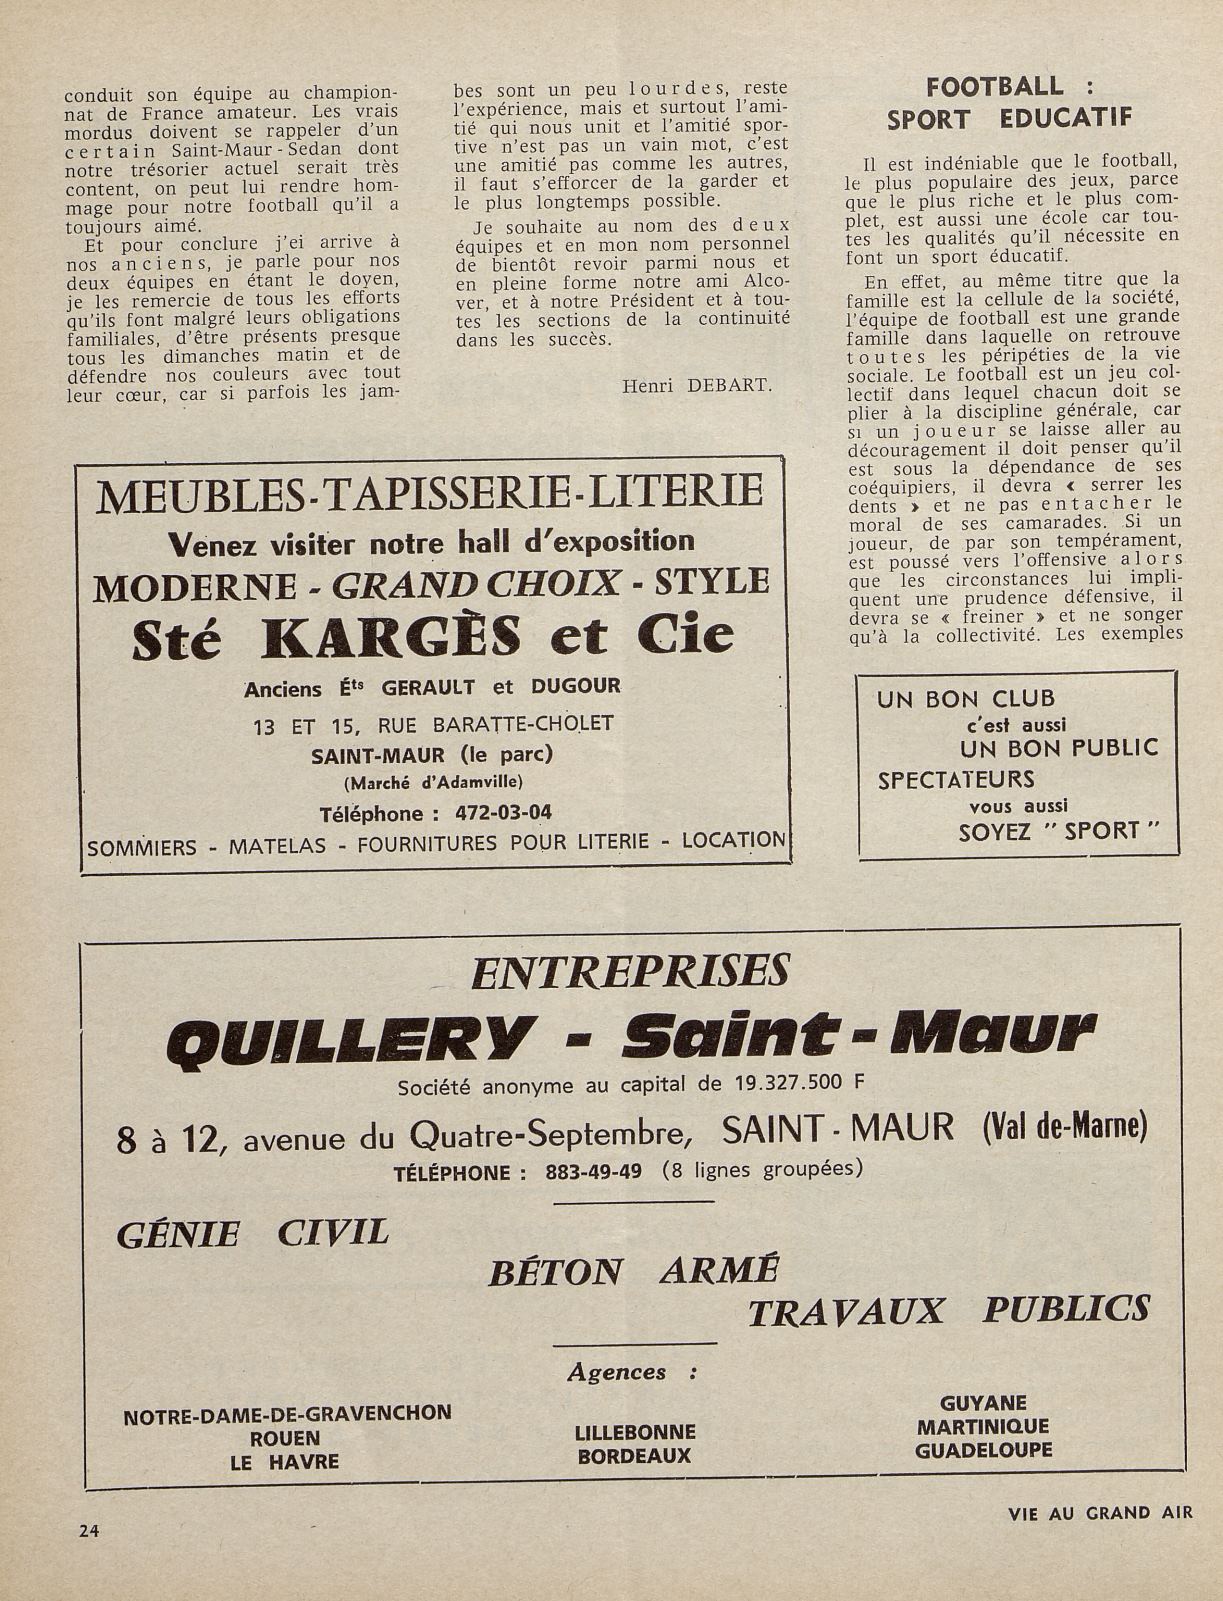 conduit son équipe au champion-
nat de France amateur. Les vrais
mordus doivent se rappeler d'un
certain Saint-Maur-Sedan dont
notre trésorier actuel serait très
content, on peut lui rendre hom-
mage pour notre football qu'il a
toujours aimé.
Et pour conclure j'ei arrive à
nos anciens, je parle pour nos
deux équipes en étant le doyen,
je les remercie de tous les efforts
qu'ils font malgré leurs obligations
familiales, d'être présents presque
tous les dimanches matin et de
défendre nos couleurs avec tout
leur cœur, car si parfois les jam-
bes sont un peu lourdes, reste
l'expérience, mais et surtout l'ami-
tié qui nous unit et l'amitié spor-
tive n'est pas un vain mot, c'est
une amitié pas comme les autres,
il faut s'efforcer de la garder et
le plus longtemps possible.
Je souhaite au nom des deux
équipes et en mon nom personnel
de bientôt revoir parmi nous et
en pleine forme notre ami Alco-
ver, et à notre Président et à tou-
tes les sections de la continuité
dans les succès.
Henri DEBART.
FOOTBALL :
SPORT EDUCATIF
Il est indéniable que le football,
le plus populaire des jeux, parce
que le plus riche et le plus com-
plet, est aussi une école car tou-
tes les qualités qu'il nécessite en
font un sport éducatif.
En effet, au même titre que la
famille est la cellule de la société,
l'équipe de football est une grande
famille dans laquelle on retrouve
toutes les péripéties de la vie
sociale. Le football est un jeu col-
lectif dans lequel chacun doit se
plier à la discipline générale, car
si un joueur se laisse aller au
découragement il doit penser qu'il
est sous la dépendance de ses
coéquipiers, il devra « serrer les
dents » et ne pas entacher le
moral de ses camarades. Si un
joueur, de par son tempérament,
est poussé vers l'offensive alors
que les circonstances lui impli-
quent une prudence défensive, il
devra se « freiner » et ne songer
qu'à la collectivité. Les exemples
MEUBLES-TAPISSERIE-LITERIE
Venez visiter notre hall d'exposition
MODERNE - GRAND CHOIX - STYLE
Sté KARGÈS et Cie
Anciens Éts GERAULT et DUGOUR
13 ET 15, RUE BARATTE-CHOLET
SAINT-MAUR (le parc)
(Marché d'Adamville)
Téléphone : 472-03-04
SOMMIERS - MATELAS - FOURNITURES POUR LITERIE - LOCATION
UN BON CLUB
c'est aussi
UN BON PUBLIC
SPECTATEURS
vous aussi
SOYEZ " SPORT "
ENTREPRISES
QUILLERY - Saint-Maur
Société anonyme au capital de 19.327.500 F
8 à 12, avenue du Quatre-Septembre, SAINT-MAUR (Val de-Marne)
TÉLÉPHONE : 883-49-49 (8 lignes groupées)
GÉNIE CIVIL
BÉTON ARMÉ
TRAVAUX PUBLICS
Agences :
NOTRE-DAME-DE-GRAVENCHON
ROUEN
LE HAVRE
LILLEBONNE
BORDEAUX
GUYANE
MARTINIQUE
GUADELOUPE
24
VIE AU GRAND AIR